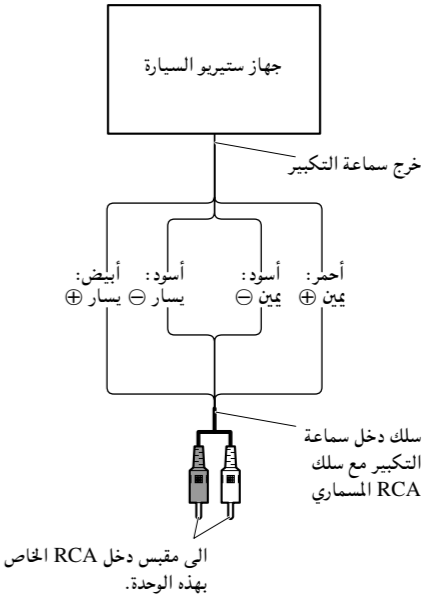 جهاز ستيريو السيارة
خرج سماعة التكبير
أحمر:
يمين ⊕
أسود:
يمين ⊖
أسود:
يسار ⊖
أبيض:
يسار ⊕
سلك دخل سماعة
التكبير مع سلك
RCA المسماري
الى مقبس دخل RCA الخاص
بهذه الوحدة.